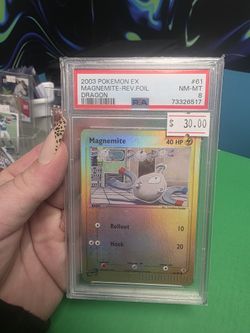 2003 POKEMON EX #61
MAGNEMITE-REV.FOIL NM-MT
DRAGON 8
PSA 73326517
$ 30.00
Magnemite 40 HP
Rollout 10
Hook 20